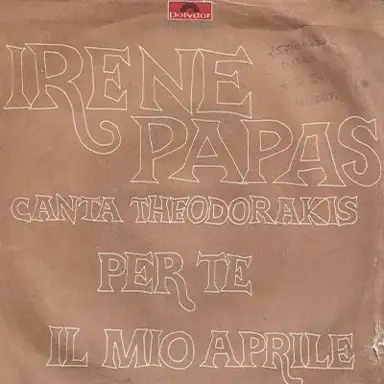 Polydor
IRENE
PAPAS
CANTA THEODORAKIS
PER TE
IL MIO APRILE